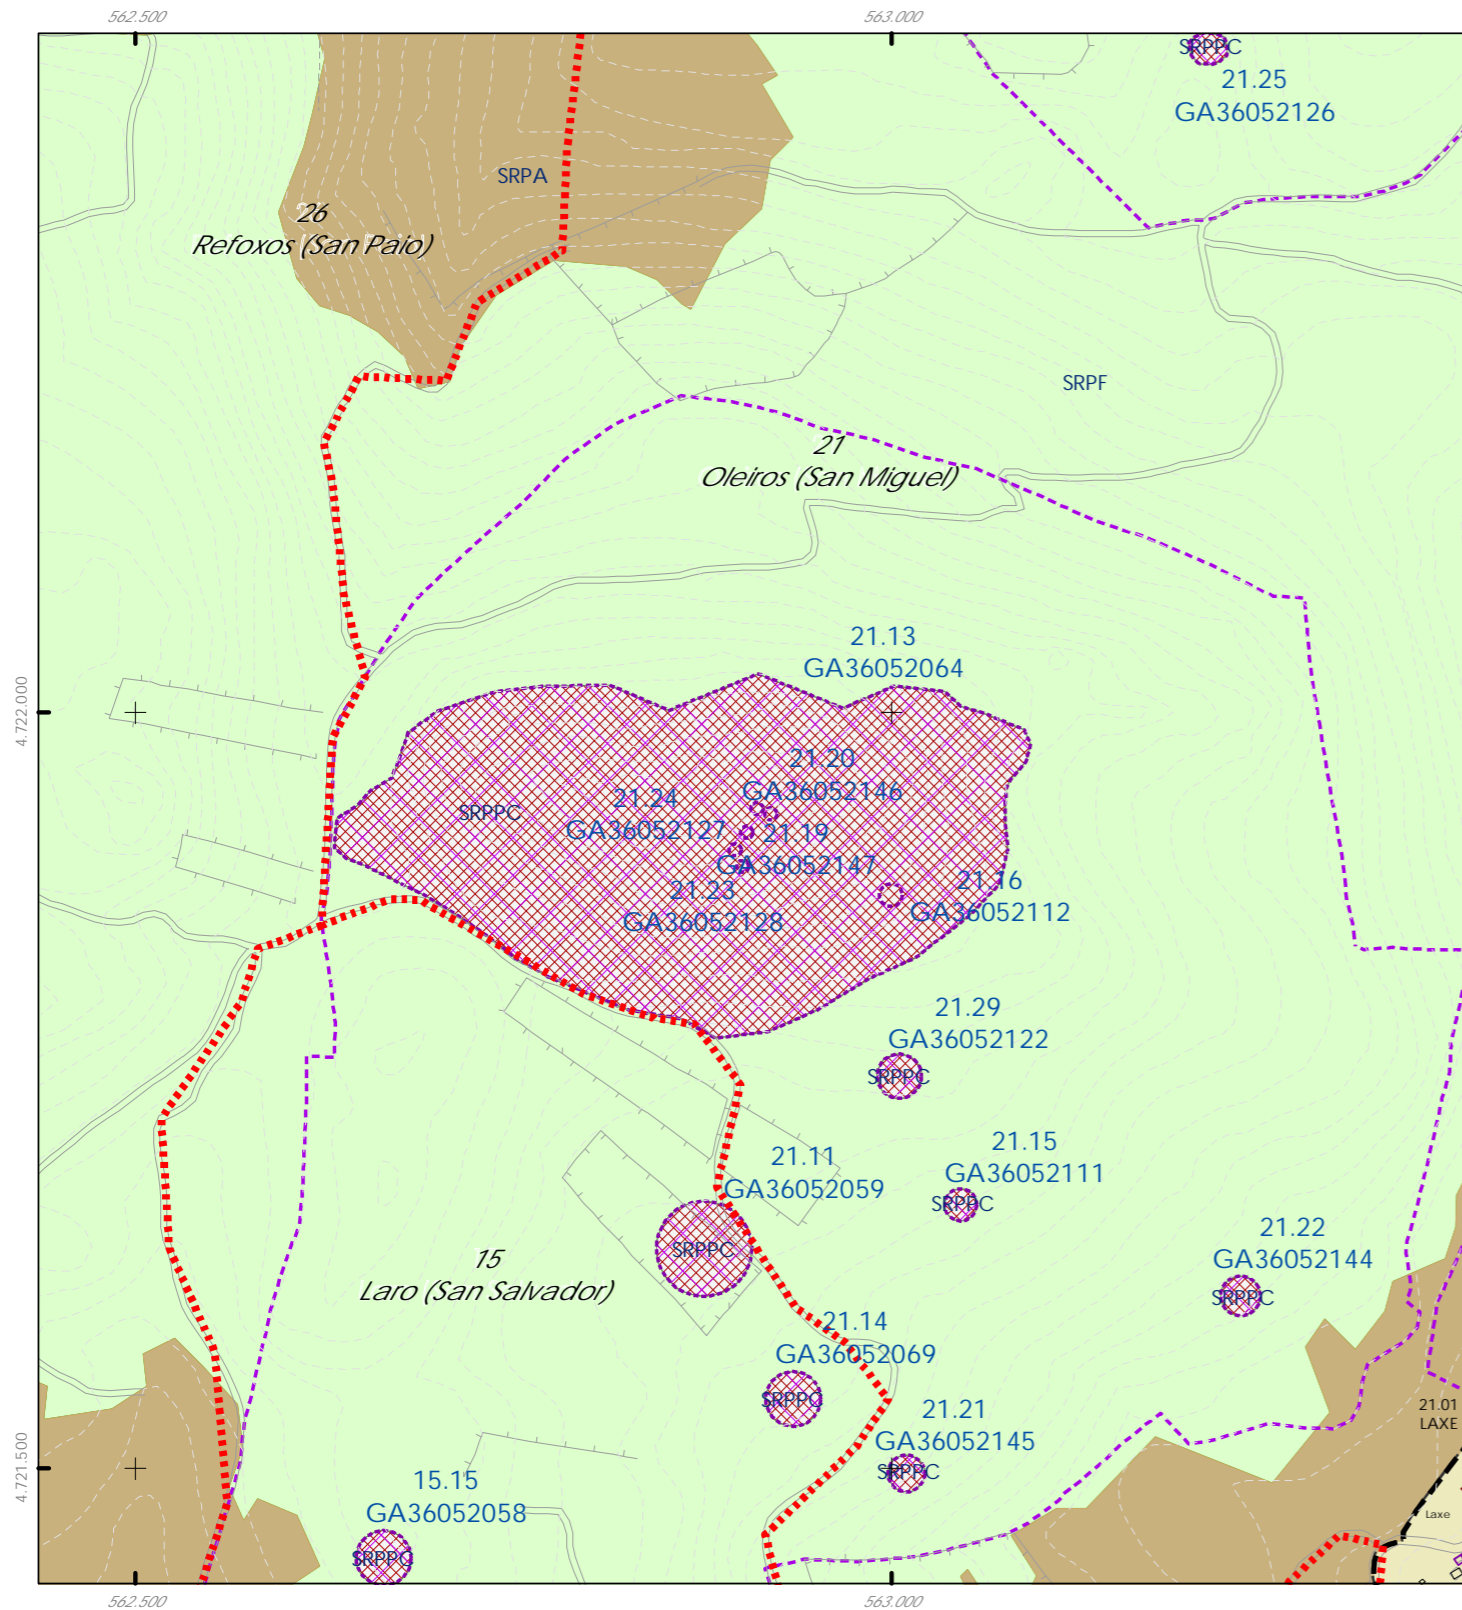 562.500
563.000
SRPPC
21.25
GA36052126
SRPA
26
Refoxos (San Paio)
SRPF
21
Oleiros (San Miguel)
21.13
GA36052064
4.722.000
21.20
GA36052146
21.24
GA36052127
SRPPC
21.19
GA36052147
21.23
GA36052128
21.16
GA36052112
21.29
GA36052122
SRPPC
21.15
GA36052111
SRPPC
21.11
GA36052059
SRPPC
21.22
GA36052144
SRPPC
15
Laro (San Salvador)
21.14
GA36052069
SRPPC
21.01
LAXE
21.21
GA36052145
SRPPC
4.721.500
15.15
GA36052058
SRPPC
Laxe
562.500
563.000